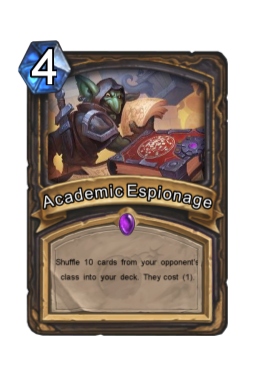 4
Academic Espionage
Shuffle 10 cards from your opponent's
class into your deck. They cost (1).